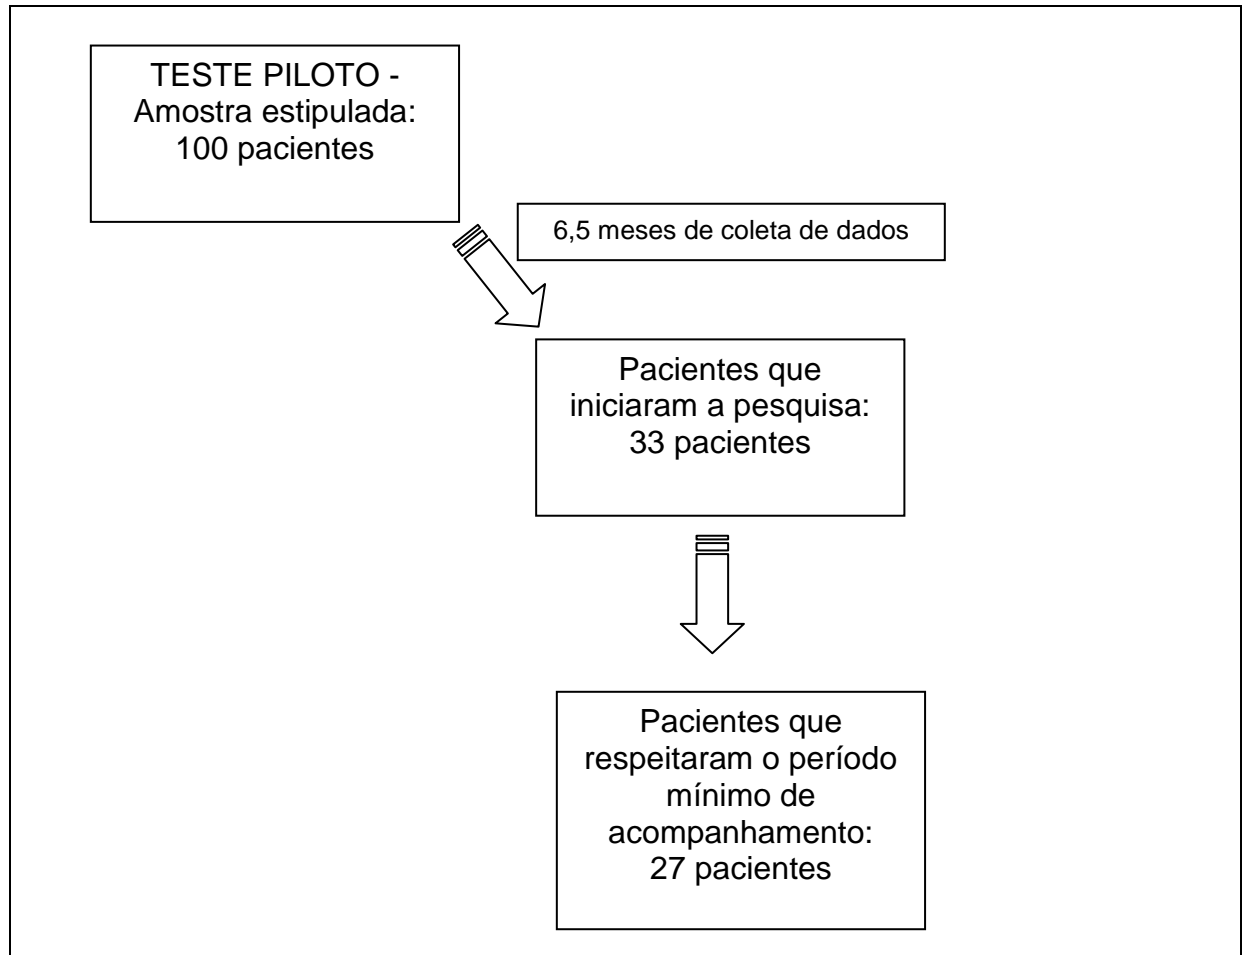 TESTE PILOTO -
Amostra estipulada:
100 pacientes
6,5 meses de coleta de dados
Pacientes que
iniciaram a pesquisa:
33 pacientes
Pacientes que
respeitaram o período
mínimo de
acompanhamento:
27 pacientes